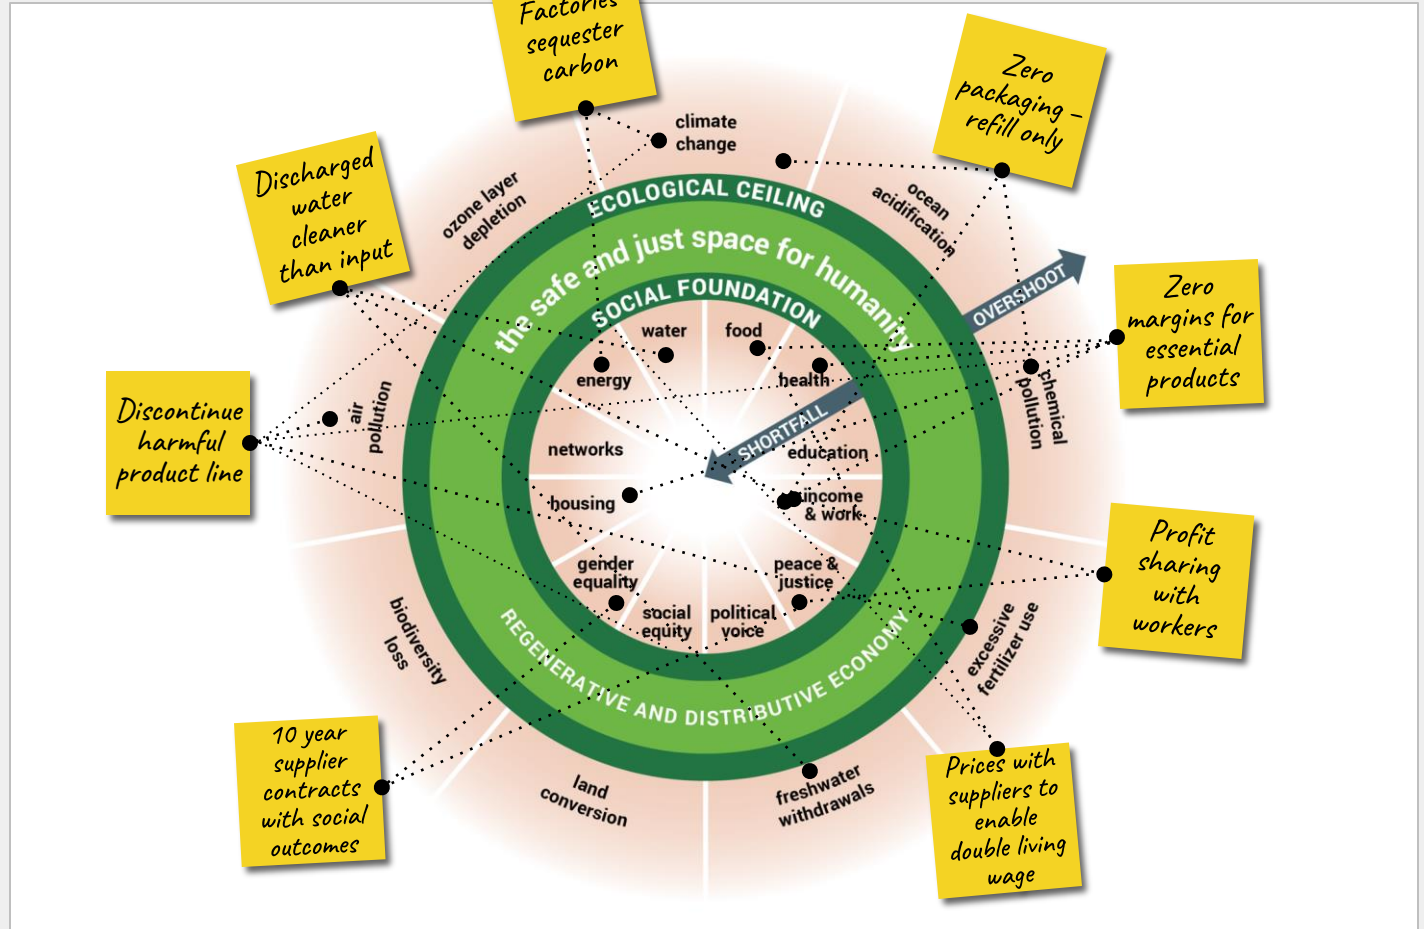 Factories
sequester
carbon
Zero
packaging –
refill only
Discharged
water
cleaner
than input
climate
change
ozone layer
depletion
ocean
acidification
ECOLOGICAL CEILING
the safe and just space for humanity
SOCIAL FOUNDATION
OVERSHOOT
Zero
margins for
essential
products
water
food
energy
health
Discontinue
harmful
product line
air
pollution
chemical
pollution
SHORTFALL
networks
education
housing
income
& work
gender
equality
peace &
justice
social
equity
political
voice
Profit
sharing
with
workers
biodiversity
loss
excessive
fertilizer use
REGENERATIVE AND DISTRIBUTIVE ECONOMY
10 year
supplier
contracts
with social
outcomes
land
conversion
freshwater
withdrawals
Prices with
suppliers to
enable
double living
wage